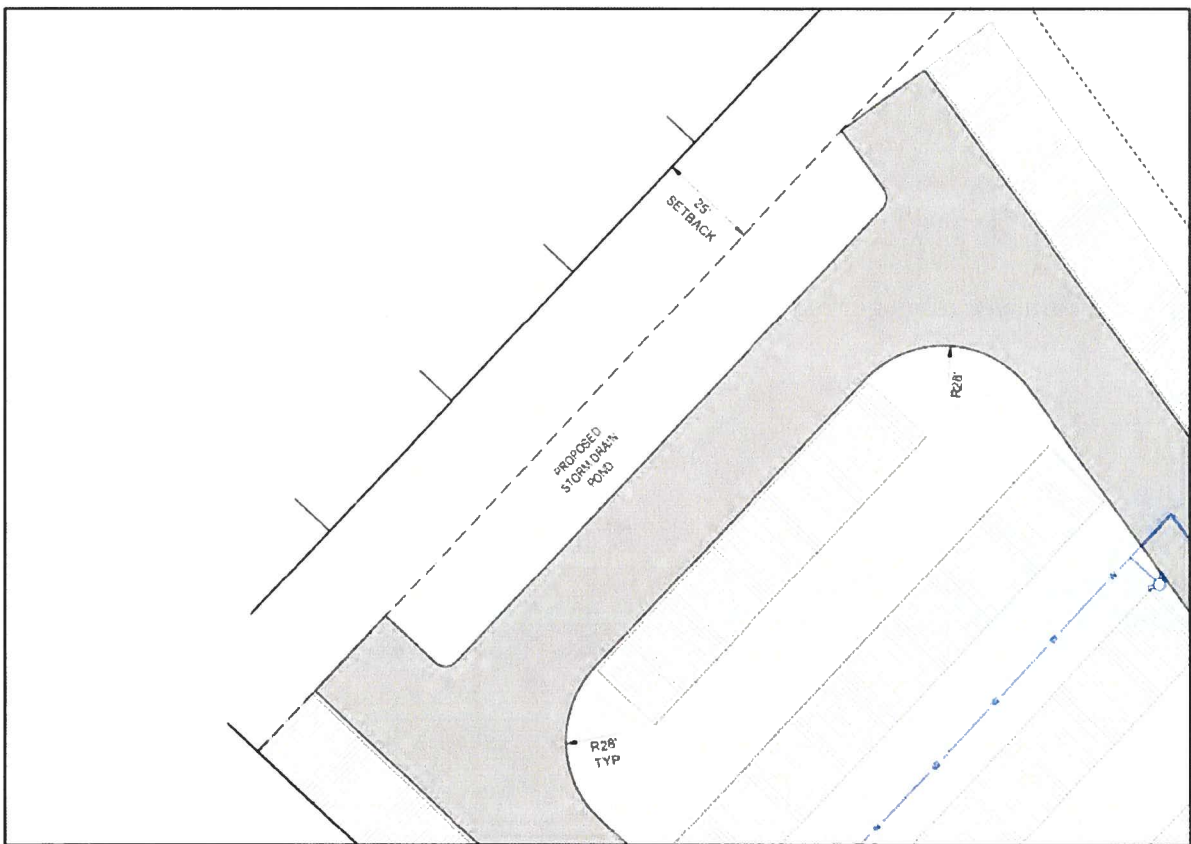 25'
SETBACK
PROPOSED
STORM DRAIN
POND
R28'
R28'
TYP